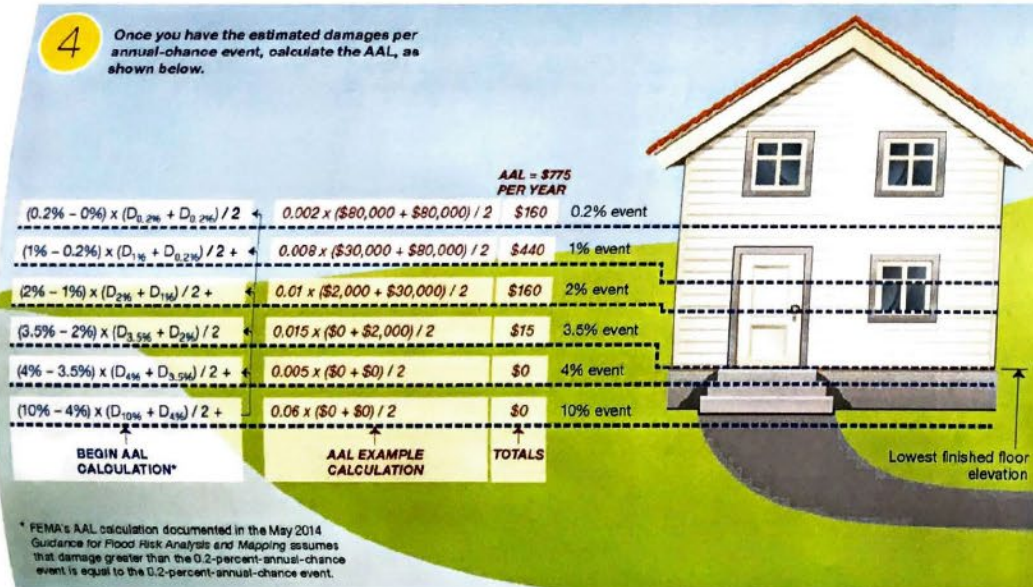 4
Once you have the estimated damages per
annual-chance event, calculate the AAL, as
shown below.
AAL = $775
PER YEAR
(0.2% – 0%) x (D0.2% + D0.2%) / 2 0.002 x ($80,000 + $80,000) / 2 $160 0.2% event
(1% – 0.2%) x (D1% + D0.2%) / 2 + 0.008 x ($30,000 + $80,000) / 2 $440 1% event
(2% – 1%) x (D2% + D1%) / 2 + 0.01 x ($2,000 + $30,000) / 2 $160 2% event
(3.5% – 2%) x (D3.5% + D2%) / 2 0.015 x ($0 + $2,000) / 2 $15 3.5% event
(4% – 3.5%) x (D4% + D3.5%) / 2 + 0.005 x ($0 + $0) / 2 $0 4% event
(10% – 4%) x (D10% + D4%) / 2 + 0.06 x ($0 + $0) / 2 $0 10% event
BEGIN AAL
CALCULATION*
AAL EXAMPLE
CALCULATION
TOTALS
Lowest finished floor
elevation
* FEMA's AAL calculation documented in the May 2014
Guidance for Flood Risk Analysis and Mapping assumes
that damage greater than the 0.2-percent-annual-chance
event is equal to the 0.2-percent-annual-chance event.